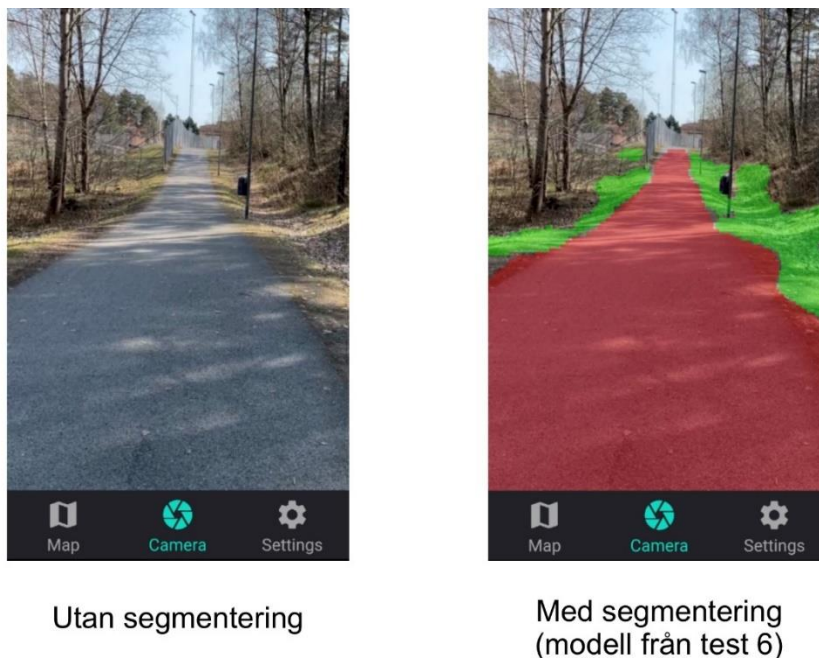 Map Camera Settings
Map Camera Settings
Utan segmentering
Med segmentering
(modell från test 6)